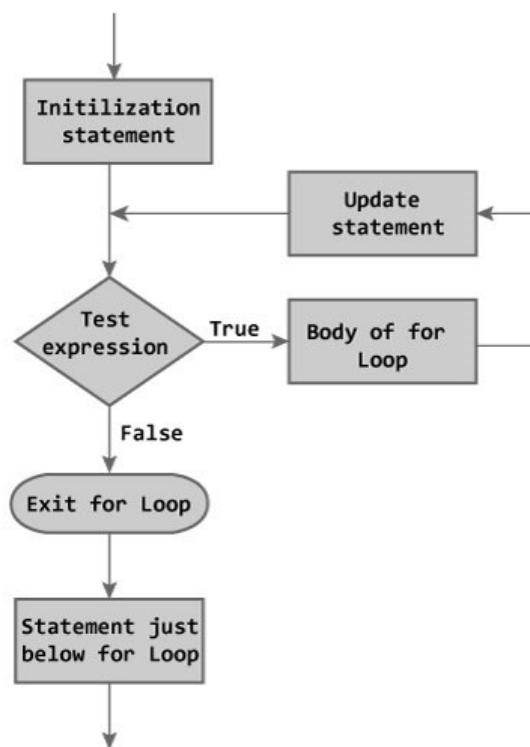 Initilization
statement
Update
statement
Test
expression
True
Body of for
Loop
False
Exit for Loop
Statement just
below for Loop